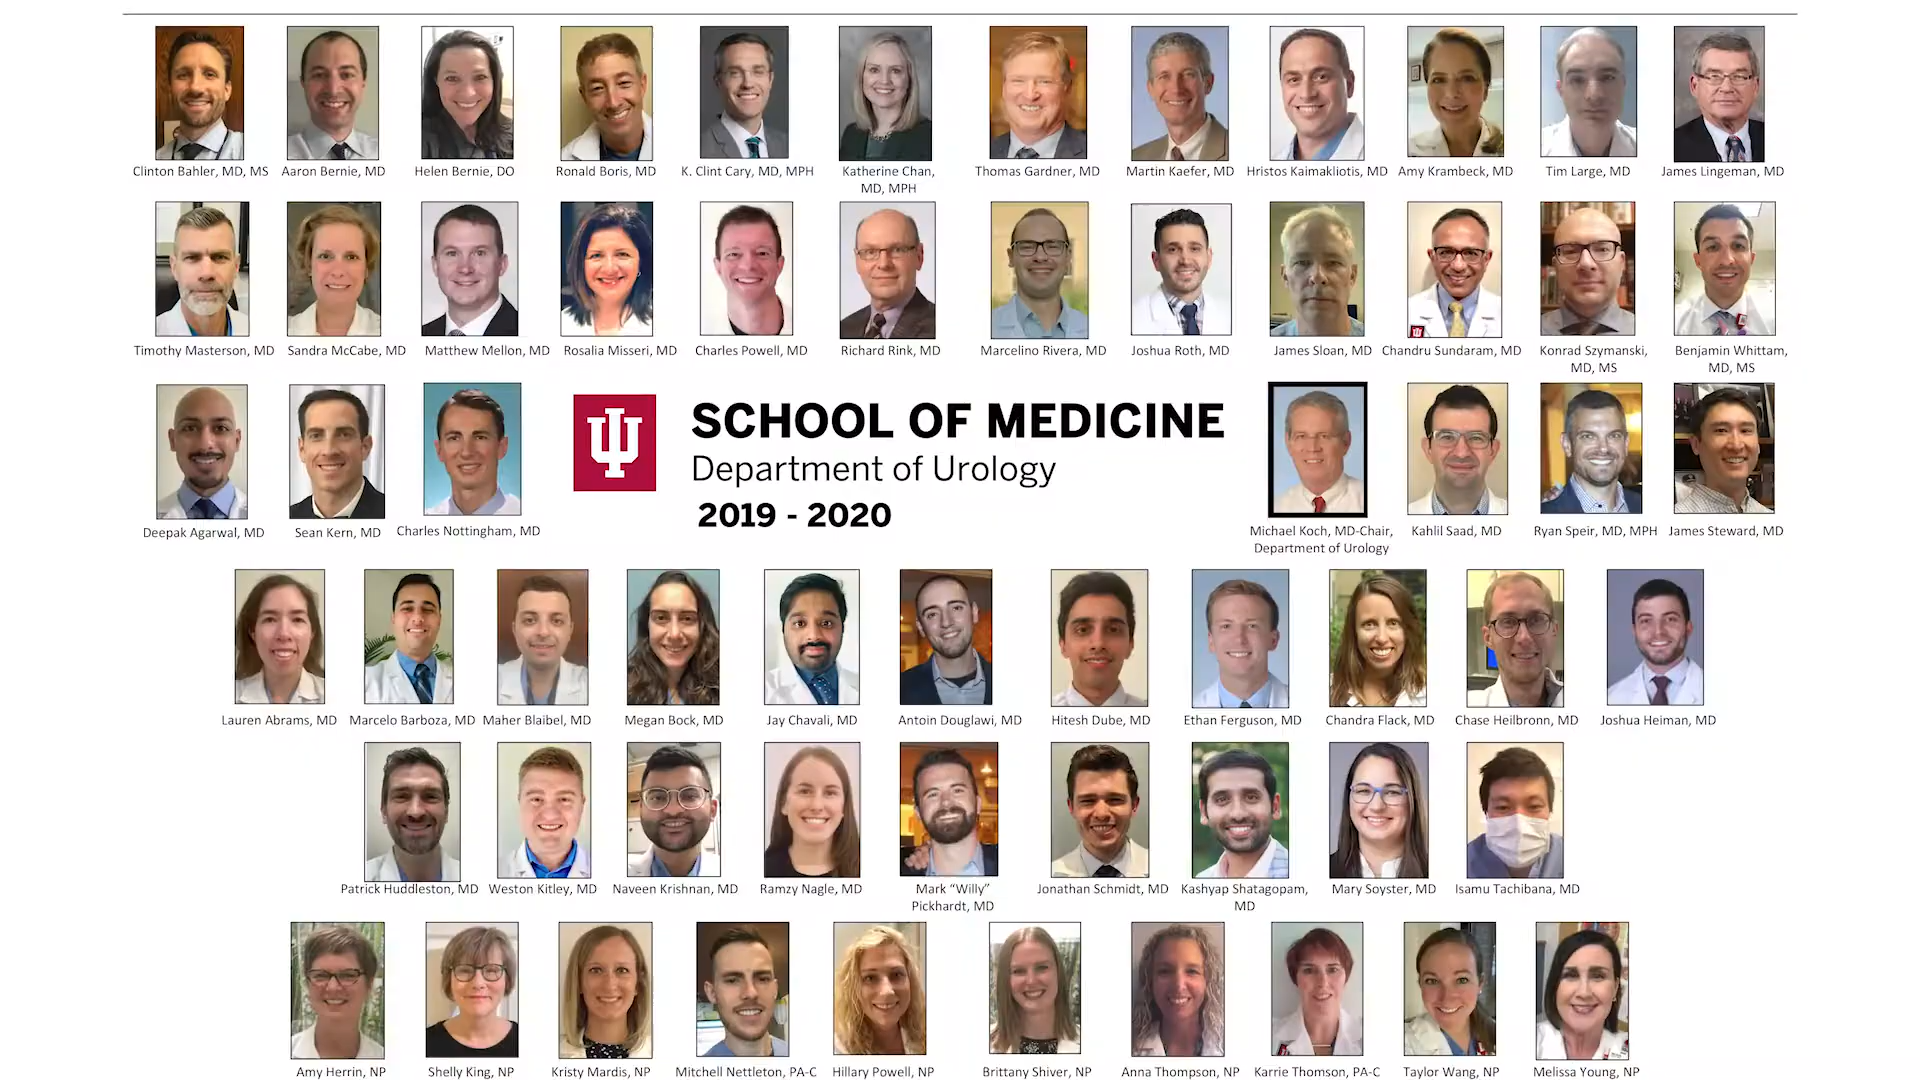 Clinton Bahler, MD, MS
Aaron Bernie, MD
Helen Bernie, DO
Ronald Boris, MD
K. Clint Cary, MD, MPH
Katherine Chan,
MD, MPH
Thomas Gardner, MD
Martin Kaefer, MD
Hristos Kaimakliotis, MD
Amy Krambeck, MD
Tim Large, MD
James Lingeman, MD
Timothy Masterson, MD
Sandra McCabe, MD
Matthew Mellon, MD
Rosalia Misseri, MD
Charles Powell, MD
Richard Rink, MD
Marcelino Rivera, MD
Joshua Roth, MD
James Sloan, MD
Chandru Sundaram, MD
Konrad Szymanski,
MD, MS
Benjamin Whittam,
MD, MS
Deepak Agarwal, MD
Sean Kern, MD
Charles Nottingham, MD
SCHOOL OF MEDICINE
Department of Urology
2019 - 2020
Michael Koch, MD-Chair,
Department of Urology
Kahlil Saad, MD
Ryan Speir, MD, MPH
James Steward, MD
Lauren Abrams, MD
Marcelo Barboza, MD
Maher Blaibel, MD
Megan Bock, MD
Jay Chavali, MD
Antoin Douglawi, MD
Hitesh Dube, MD
Ethan Ferguson, MD
Chandra Flack, MD
Chase Heilbronn, MD
Joshua Heiman, MD
Patrick Huddleston, MD
Weston Kitley, MD
Naveen Krishnan, MD
Ramzy Nagle, MD
Mark “Willy”
Pickhardt, MD
Jonathan Schmidt, MD
Kashyap Shatagopam,
MD
Mary Soyster, MD
Isamu Tachibana, MD
Amy Herrin, NP
Shelly King, NP
Kristy Mardis, NP
Mitchell Nettleton, PA-C
Hillary Powell, NP
Brittany Shiver, NP
Anna Thompson, NP
Karrie Thomson, PA-C
Taylor Wang, NP
Melissa Young, NP